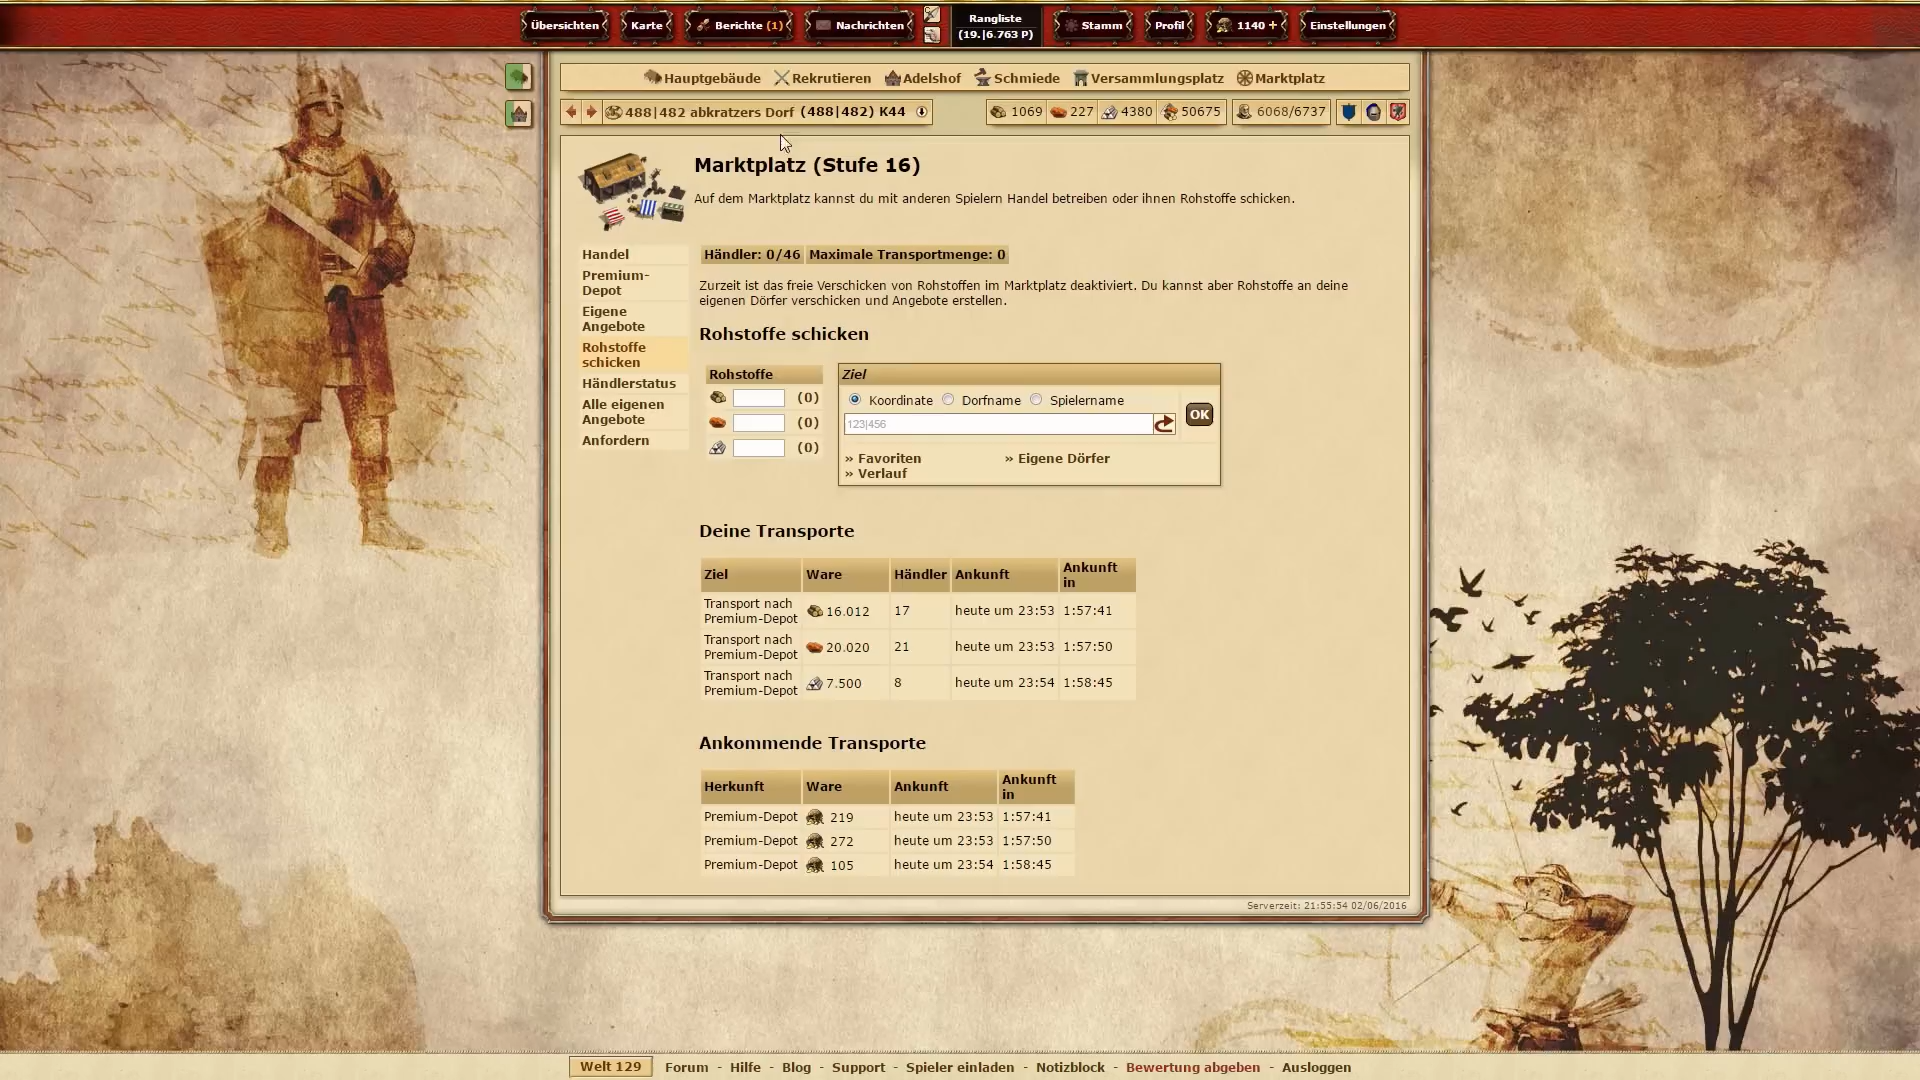 Übersichten
Karte
Berichte (1)
Nachrichten
Rangliste
(19.|6.763 P)
Stamm
Profil
1140 +
Einstellungen
Hauptgebäude
Rekrutieren
Adelshof
Schmiede
Versammlungsplatz
Marktplatz
488|482 abkratzers Dorf (488|482) K44
1069
227
4380
50675
6068/6737
Marktplatz (Stufe 16)
Auf dem Marktplatz kannst du mit anderen Spielern Handel betreiben oder ihnen Rohstoffe schicken.
Handel
Premium-
Depot
Eigene
Angebote
Rohstoffe
schicken
Händlerstatus
Alle eigenen
Angebote
Anfordern
Händler: 0/46
Maximale Transportmenge: 0
Zurzeit ist das freie Verschicken von Rohstoffen im Marktplatz deaktiviert. Du kannst aber Rohstoffe an deine
eigenen Dörfer verschicken und Angebote erstellen.
Rohstoffe schicken
Rohstoffe
(0)
(0)
(0)
Ziel
Koordinate
Dorfname
Spielername
123|456
OK
» Favoriten
» Eigene Dörfer
» Verlauf
Deine Transporte
Ziel Ware Händler Ankunft Ankunft
in
Transport nach
Premium-Depot
16.012 17 heute um 23:53 1:57:41
Transport nach
Premium-Depot
20.020 21 heute um 23:53 1:57:50
Transport nach
Premium-Depot
7.500 8 heute um 23:54 1:58:45
Ankommende Transporte
Herkunft Ware Ankunft Ankunft
in
Premium-Depot 219 heute um 23:53 1:57:41
Premium-Depot 272 heute um 23:53 1:57:50
Premium-Depot 105 heute um 23:54 1:58:45
Serverzeit: 21:55:54 02/06/2016
Welt 129
Forum - Hilfe - Blog - Support - Spieler einladen - Notizblock - Bewertung abgeben - Ausloggen